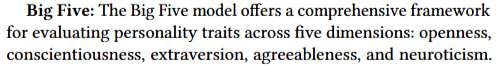 Big Five: The Big Five model offers a comprehensive framework
for evaluating personality traits across five dimensions: openness,
conscientiousness, extraversion, agreeableness, and neuroticism.